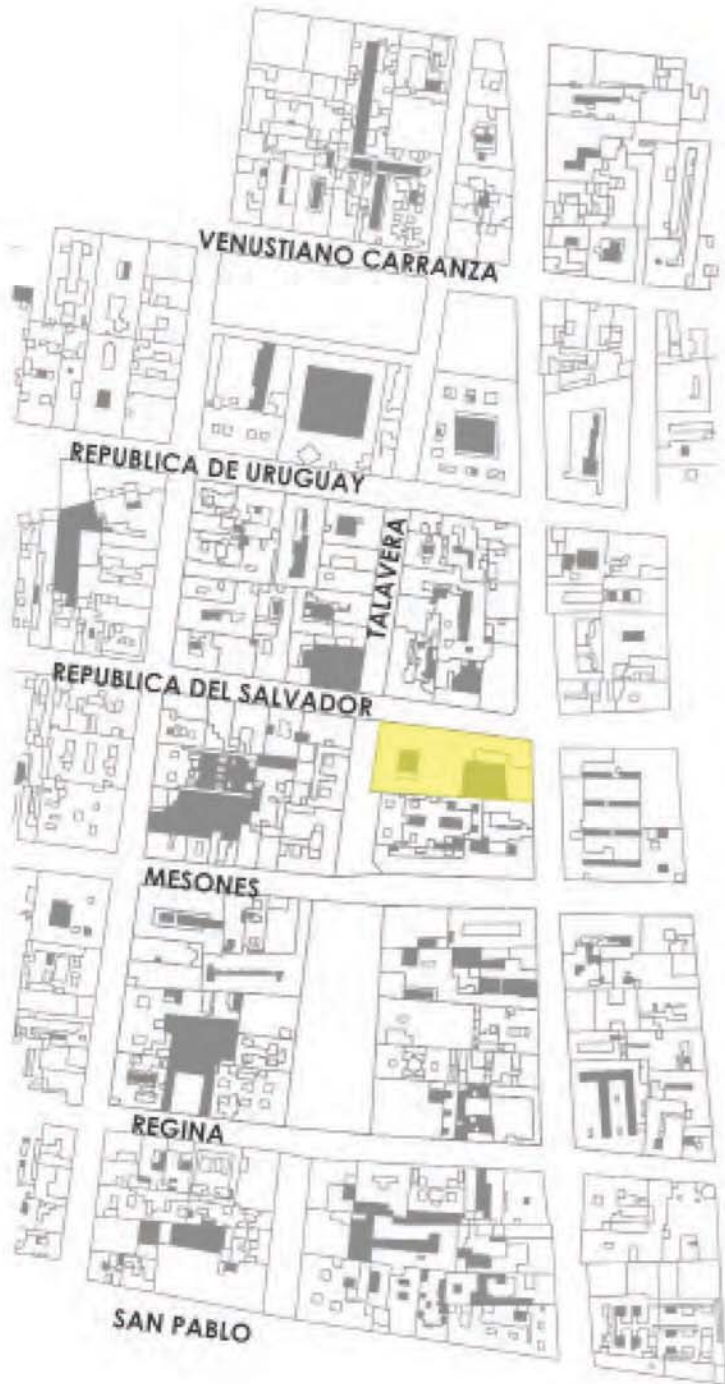 VENUSTIANO CARRANZA
REPUBLICA DE URUGUAY
TALAVERA
REPUBLICA DEL SALVADOR
MESONES
REGINA
SAN PABLO